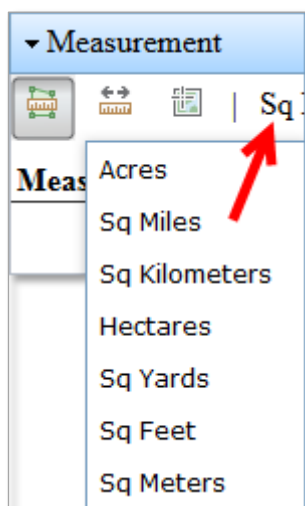 Measurement
| Sq
Meas
Acres
Sq Miles
Sq Kilometers
Hectares
Sq Yards
Sq Feet
Sq Meters